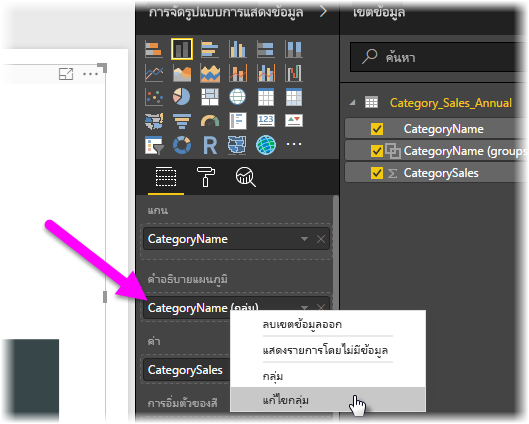 การจัดรูปแบบการแสดงข้อมูล
เขตข้อมูล
ค้นหา
Category_Sales_Annual
CategoryName
CategoryName (groups
CategorySales
123
R
แกน
CategoryName
คำอธิบายแผนภูมิ
CategoryName (กลุ่ม)
ค่า
CategorySales
การอิ่มตัวของสี
ลบเขตข้อมูลออก
แสดงรายการโดยไม่มีข้อมูล
กลุ่ม
แก้ไขกลุ่ม